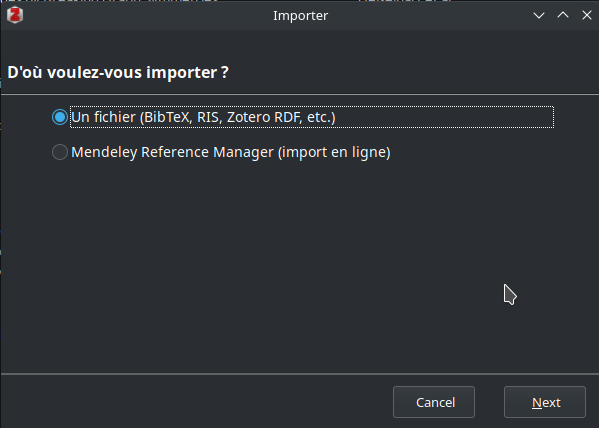 Importer
D'où voulez-vous importer ?
Un fichier (BibTeX, RIS, Zotero RDF, etc.)
Mendeley Reference Manager (import en ligne)
Cancel
Next